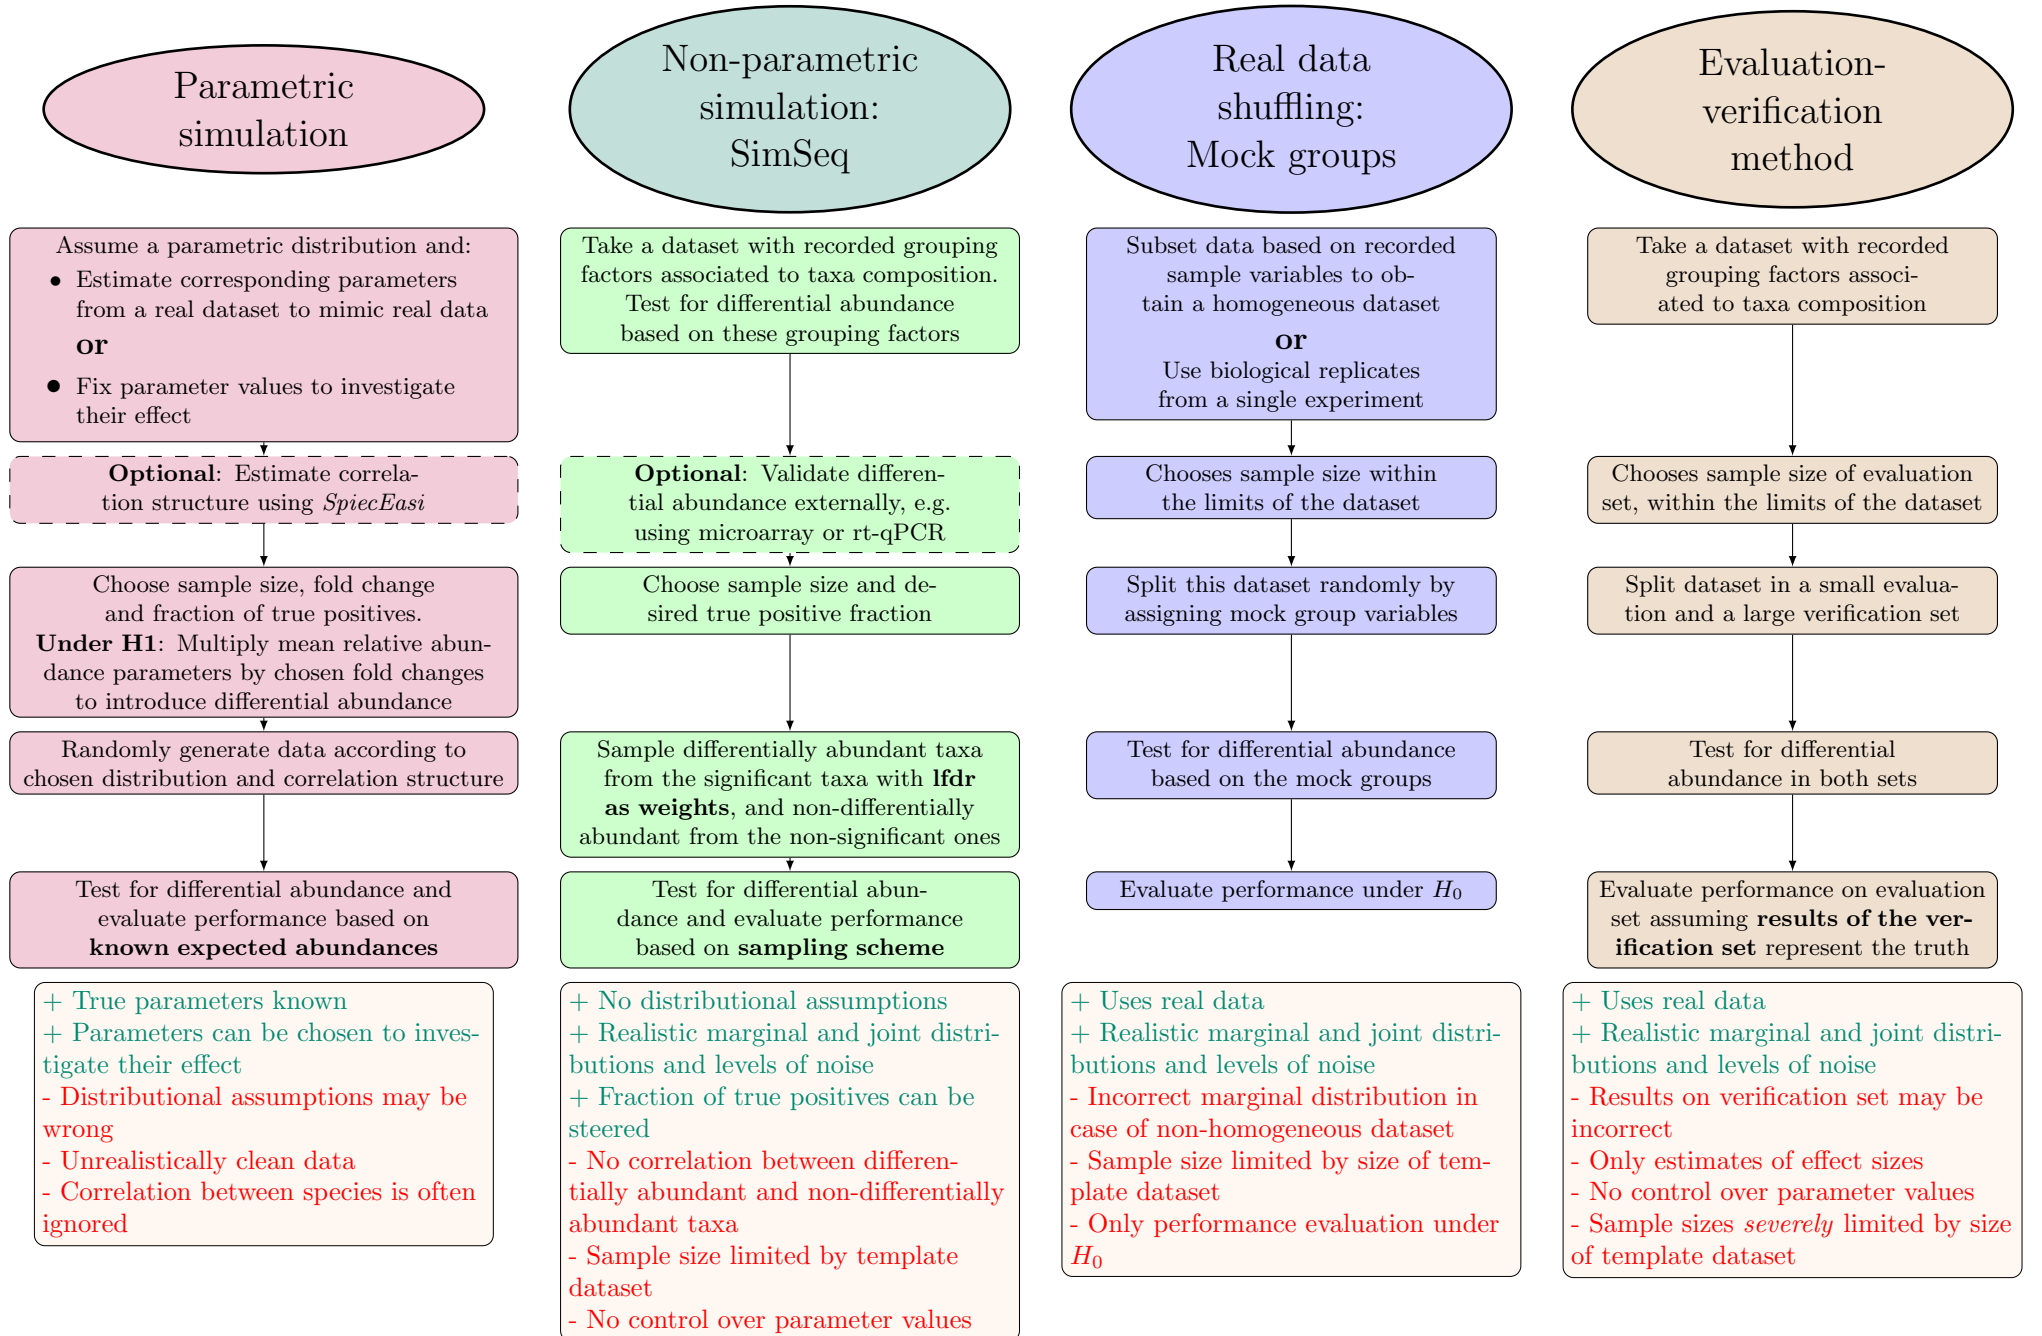 Parametric
simulation
Assume a parametric distribution and:
• Estimate corresponding parameters
from a real dataset to mimic real data
or
• Fix parameter values to investigate
their effect
Optional: Estimate correla-
tion structure using SpiecEasi
Choose sample size, fold change
and fraction of true positives.
Under H1: Multiply mean relative abun-
dance parameters by chosen fold changes
to introduce differential abundance
Randomly generate data according to
chosen distribution and correlation structure
Test for differential abundance and
evaluate performance based on
known expected abundances
+ True parameters known
+ Parameters can be chosen to inves-
tigate their effect
- Distributional assumptions may be
wrong
- Unrealistically clean data
- Correlation between species is often
ignored
Non-parametric
simulation:
SimSeq
Take a dataset with recorded grouping
factors associated to taxa composition.
Test for differential abundance
based on these grouping factors
Optional: Validate differen-
tial abundance externally, e.g.
using microarray or rt-qPCR
Choose sample size and de-
sired true positive fraction
Sample differentially abundant taxa
from the significant taxa with lfdr
as weights, and non-differentially
abundant from the non-significant ones
Test for differential abun-
dance and evaluate performance
based on sampling scheme
+ No distributional assumptions
+ Realistic marginal and joint distri-
butions and levels of noise
+ Fraction of true positives can be
steered
- No correlation between differen-
tially abundant and non-differentially
abundant taxa
- Sample size limited by template
dataset
- No control over parameter values
Real data
shuffling:
Mock groups
Subset data based on recorded
sample variables to ob-
tain a homogeneous dataset
or
Use biological replicates
from a single experiment
Chooses sample size within
the limits of the dataset
Split this dataset randomly by
assigning mock group variables
Test for differential abundance
based on the mock groups
Evaluate performance under H₀
+ Uses real data
+ Realistic marginal and joint distri-
butions and levels of noise
- Incorrect marginal distribution in
case of non-homogeneous dataset
- Sample size limited by size of tem-
plate dataset
- Only performance evaluation under
H₀
Evaluation-
verification
method
Take a dataset with recorded
grouping factors associ-
ated to taxa composition
Chooses sample size of evaluation
set, within the limits of the dataset
Split dataset in a small evalua-
tion and a large verification set
Test for differential
abundance in both sets
Evaluate performance on evaluation
set assuming results of the ver-
ification set represent the truth
+ Uses real data
+ Realistic marginal and joint distri-
butions and levels of noise
- Results on verification set may be
incorrect
- Only estimates of effect sizes
- No control over parameter values
- Sample sizes severely limited by size
of template dataset